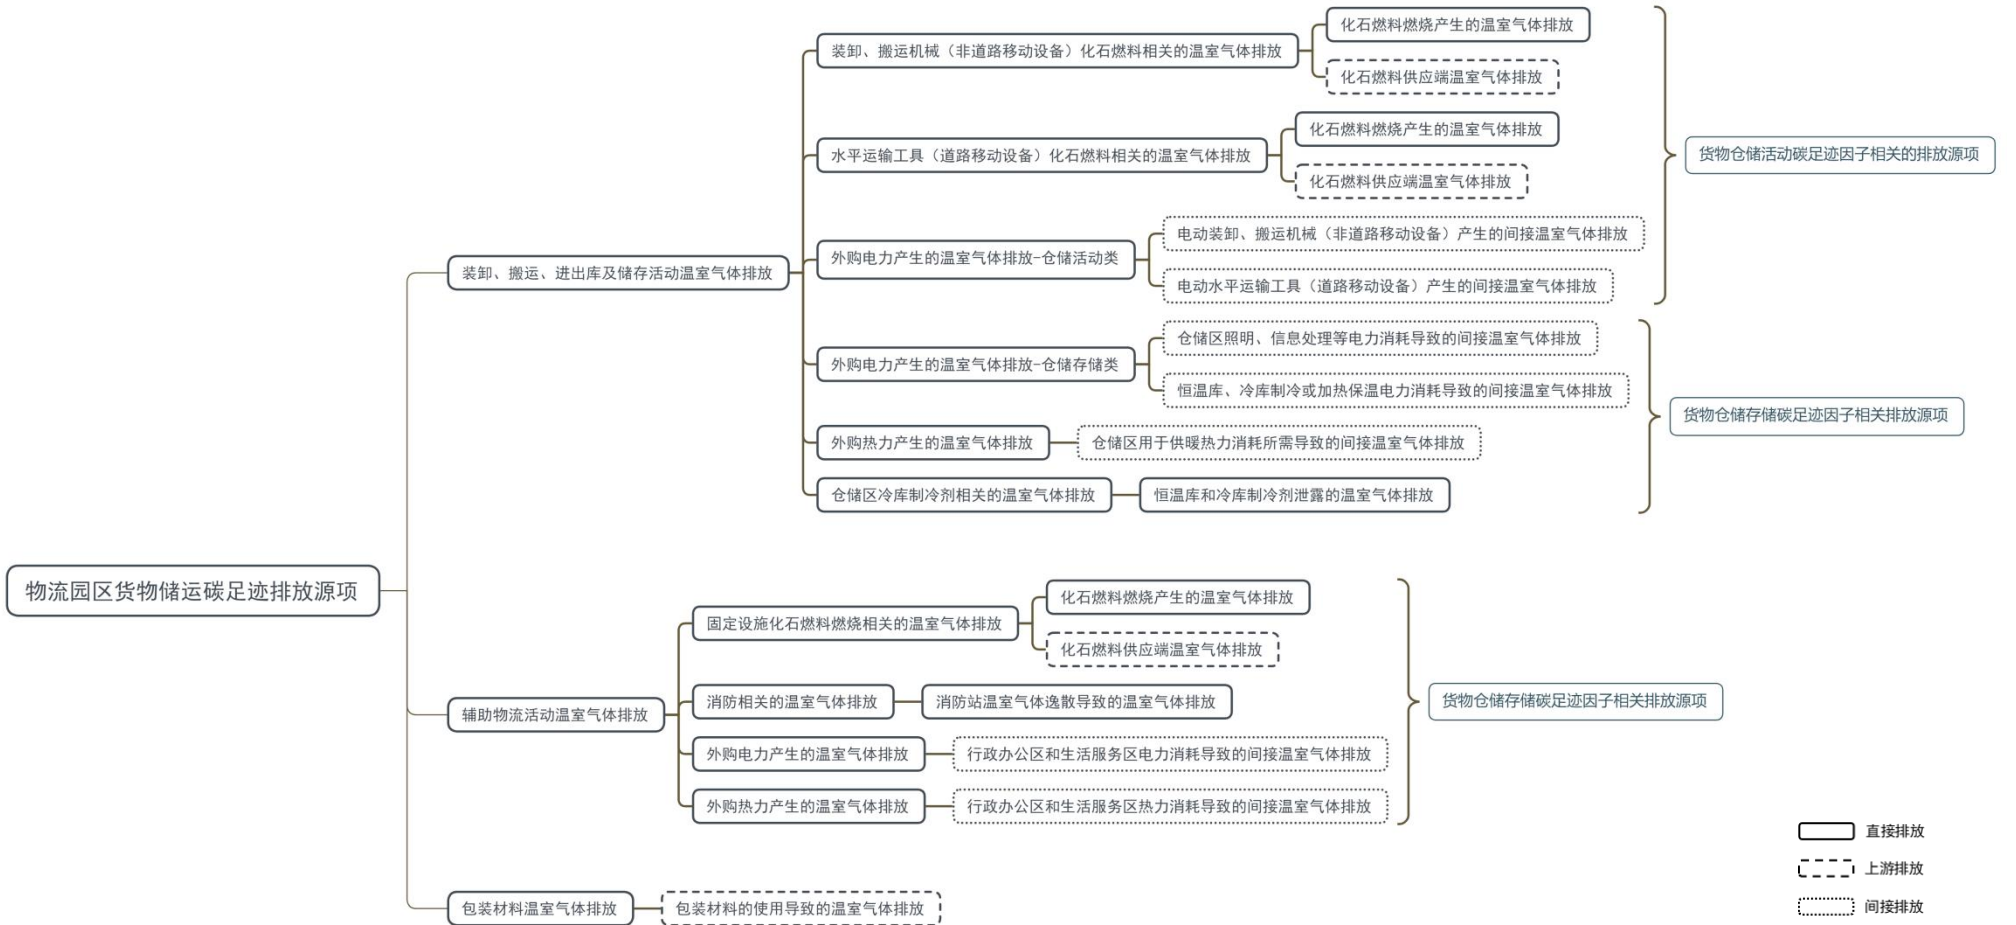 物流园区货物储运碳足迹排放源项
装卸、搬运、进出库及储存活动温室气体排放
装卸、搬运机械（非道路移动设备）化石燃料相关的温室气体排放
化石燃料燃烧产生的温室气体排放
化石燃料供应端温室气体排放
水平运输工具（道路移动设备）化石燃料相关的温室气体排放
化石燃料燃烧产生的温室气体排放
化石燃料供应端温室气体排放
外购电力产生的温室气体排放-仓储活动类
电动装卸、搬运机械（非道路移动设备）产生的间接温室气体排放
电动水平运输工具（道路移动设备）产生的间接温室气体排放
货物仓储活动碳足迹因子相关的排放源项
外购电力产生的温室气体排放-仓储存储类
仓储区照明、信息处理等电力消耗导致的间接温室气体排放
恒温库、冷库制冷或加热保温电力消耗导致的间接温室气体排放
外购热力产生的温室气体排放
仓储区用于供暖热力消耗所需导致的间接温室气体排放
仓储区冷库制冷剂相关的温室气体排放
恒温库和冷库制冷剂泄露的温室气体排放
货物仓储存储碳足迹因子相关排放源项
辅助物流活动温室气体排放
固定设施化石燃料燃烧相关的温室气体排放
化石燃料燃烧产生的温室气体排放
化石燃料供应端温室气体排放
消防相关的温室气体排放
消防站温室气体逸散导致的温室气体排放
外购电力产生的温室气体排放
行政办公区和生活服务区电力消耗导致的间接温室气体排放
外购热力产生的温室气体排放
行政办公区和生活服务区热力消耗导致的间接温室气体排放
货物仓储存储碳足迹因子相关排放源项
包装材料温室气体排放
包装材料的使用导致的温室气体排放
直接排放
上游排放
间接排放